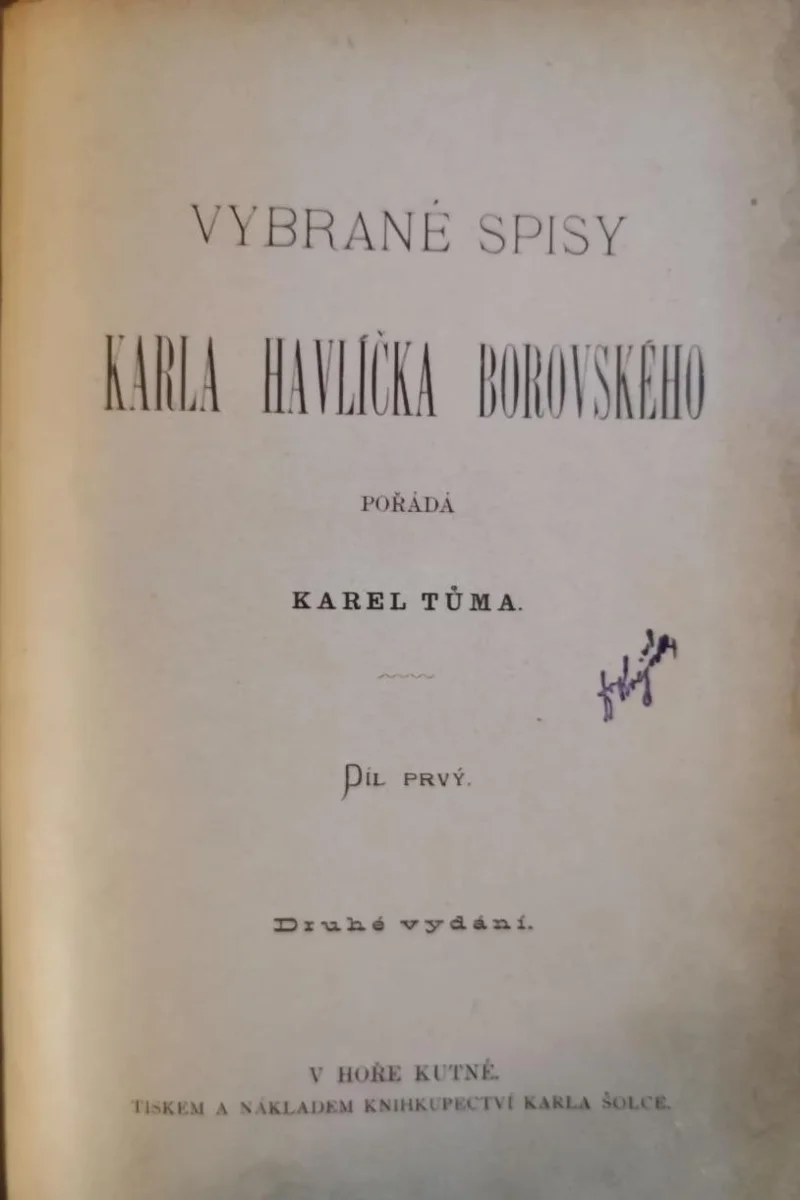 VYBRANÉ SPISY
KARLA HAVLÍČKA BOROVSKÉHO
POŘÁDÁ
KAREL TŮMA.
DÍL PRVÝ.
Druhé vydání.
V HOŘE KUTNÉ.
TISKEM A NÁKLADEM KNIHKUPECTVÍ KARLA ŠOLCE.